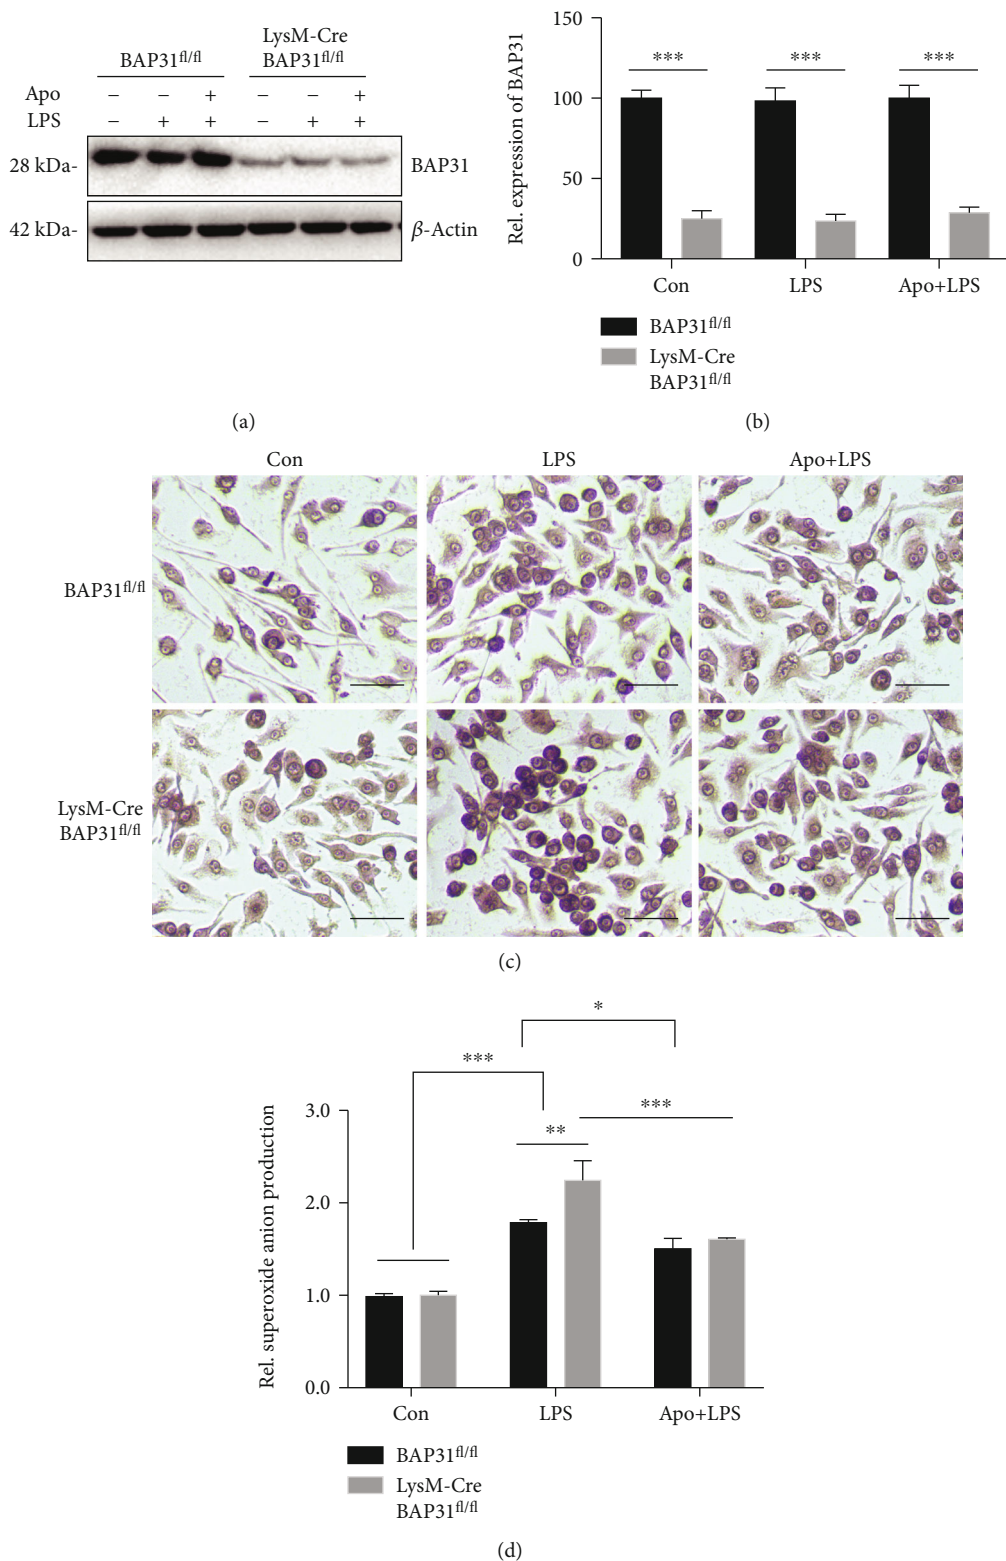 LysM-Cre
BAP31fl/fl BAP31fl/fl
Apo − − + − − +
LPS − + + − + +
28 kDa- BAP31
42 kDa- β-Actin
(a)
Rel. expression of BAP31
150
100
50
0
*** *** ***
Con LPS Apo+LPS
BAP31fl/fl
LysM-Cre
BAP31fl/fl
(b)
Con LPS Apo+LPS
BAP31fl/fl
LysM-Cre
BAP31fl/fl
(c)
Rel. superoxide anion production
3.0
2.0
1.0
0.0
*
***
***
**
Con LPS Apo+LPS
BAP31fl/fl
LysM-Cre
BAP31fl/fl
(d)